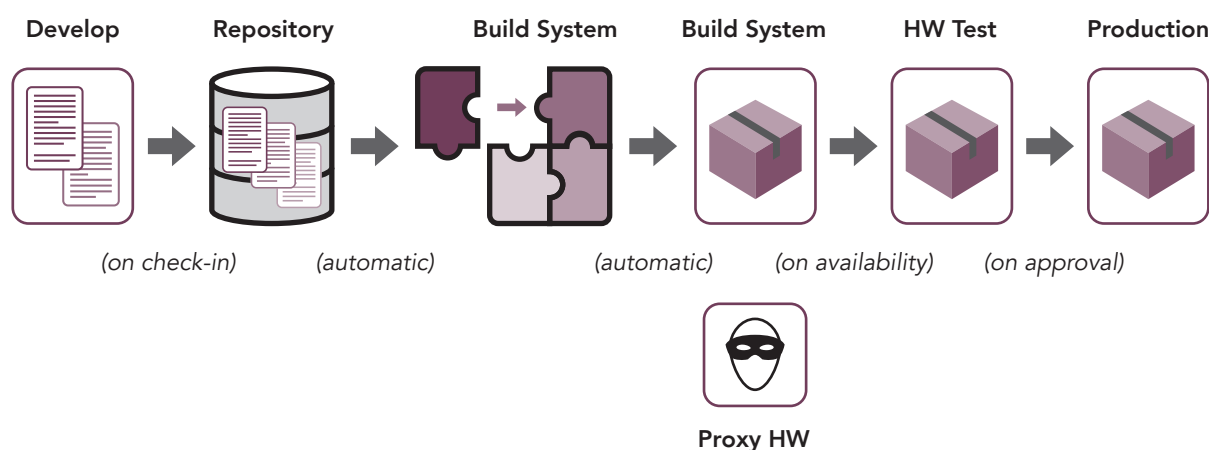 Develop
Repository
Build System
Build System
HW Test
Production
(on check-in)
(automatic)
(automatic)
(on availability)
(on approval)
Proxy HW